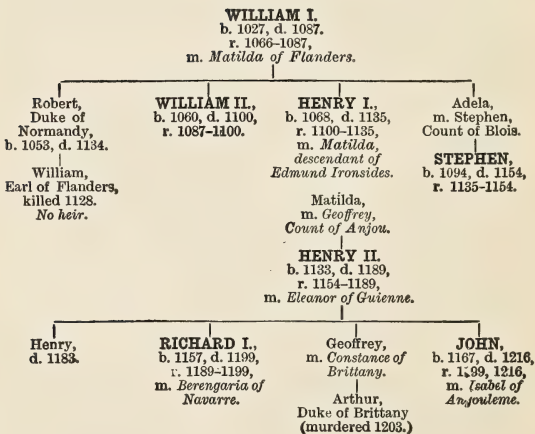 WILLIAM I.
b. 1027, d. 1087.
r. 1066–1087,
m. Matilda of Flanders.
Robert,
Duke of
Normandy,
b. 1053, d. 1134.
William,
Earl of Flanders,
killed 1128.
No heir.
WILLIAM II.,
b. 1060, d. 1100,
r. 1087–1100.
HENRY I.,
b. 1068, d. 1135,
r. 1100–1135,
m. Matilda,
descendant of
Edmund Ironsides.
Adela,
m. Stephen,
Count of Blois.
STEPHEN,
b. 1094, d. 1154,
r. 1135–1154.
Matilda,
m. Geoffrey,
Count of Anjou.
HENRY II.
b. 1133, d. 1189,
r. 1154–1189,
m. Eleanor of Guienne.
Henry,
d. 1183.
RICHARD I.,
b. 1157, d. 1199,
r. 1189–1199,
m. Berengaria of
Navarre.
Geoffrey,
m. Constance of
Brittany.
Arthur,
Duke of Brittany
(murdered 1203.)
JOHN,
b. 1167, d. 1216,
r. 1199, 1216,
m. Isabel of
Angouleme.